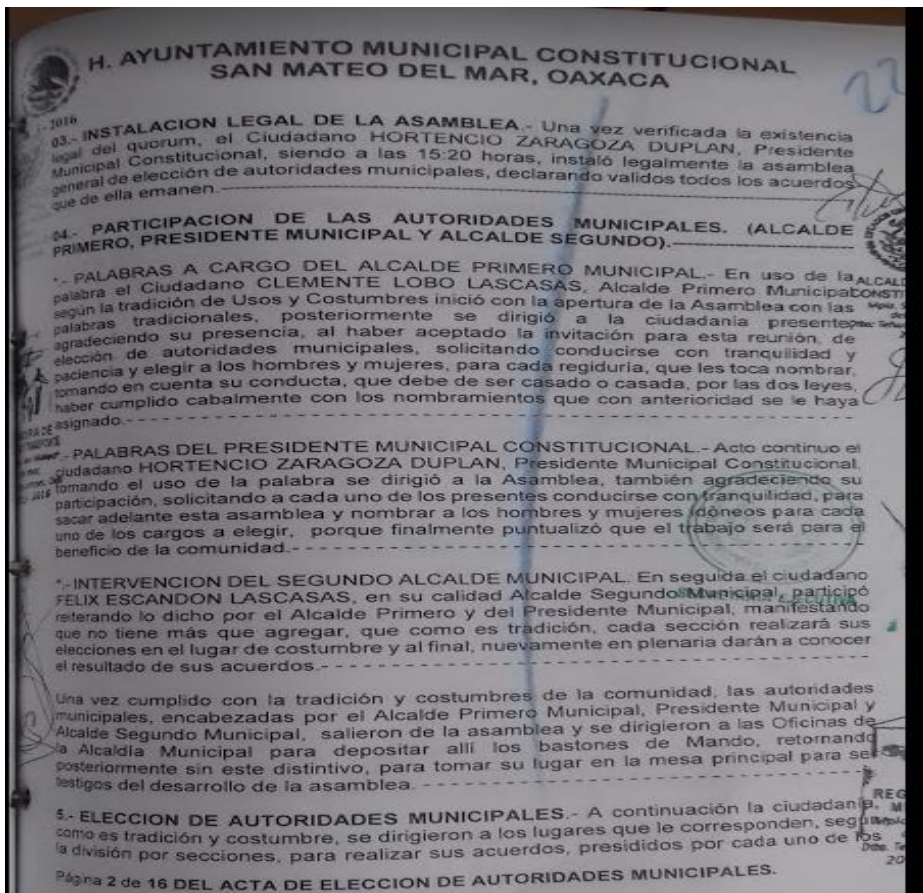 H. AYUNTAMIENTO MUNICIPAL CONSTITUCIONAL
SAN MATEO DEL MAR, OAXACA
22
-2016
03.- INSTALACION LEGAL DE LA ASAMBLEA.- Una vez verificada la existencia
legal del quorum, el Ciudadano HORTENCIO ZARAGOZA DUPLAN, Presidente
Municipal Constitucional, siendo a las 15:20 horas, instaló legalmente la asamblea
general de elección de autoridades municipales, declarando validos todos los acuerdos
que de ella emanen.
04.- PARTICIPACION DE LAS AUTORIDADES MUNICIPALES. (ALCALDE
PRIMERO, PRESIDENTE MUNICIPAL Y ALCALDE SEGUNDO).
*.- PALABRAS A CARGO DEL ALCALDE PRIMERO MUNICIPAL.- En uso de la
palabra el Ciudadano CLEMENTE LOBO LASCASAS, Alcalde Primero Municipal
según la tradición de Usos y Costumbres inició con la apertura de la Asamblea con las
palabras tradicionales, posteriormente se dirigió a la ciudadanía presente
agradeciendo su presencia, al haber aceptado la invitación para esta reunión, de
elección de autoridades municipales, solicitando conducirse con tranquilidad y
paciencia y elegir a los hombres y mujeres, para cada regiduría, que les toca nombrar,
tomando en cuenta su conducta, que debe de ser casado o casada, por las dos leyes,
haber cumplido cabalmente con los nombramientos que con anterioridad se le haya
asignado.-
.- PALABRAS DEL PRESIDENTE MUNICIPAL CONSTITUCIONAL.- Acto continuo el
ciudadano HORTENCIO ZARAGOZA DUPLAN, Presidente Municipal Constitucional,
tomando el uso de la palabra se dirigió a la Asamblea, también agradeciendo su
participación, solicitando a cada uno de los presentes conducirse con tranquilidad, para
sacar adelante esta asamblea y nombrar a los hombres y mujeres idóneos para cada
uno de los cargos a elegir, porque finalmente puntualizó que el trabajo será para el
beneficio de la comunidad.-
*.- INTERVENCION DEL SEGUNDO ALCALDE MUNICIPAL. En seguida el ciudadano
FELIX ESCANDON LASCASAS, en su calidad Alcalde Segundo Municipal, participó
reiterando lo dicho por el Alcalde Primero y del Presidente Municipal, manifestando
que no tiene más que agregar, que como es tradición, cada sección realizará sus
elecciones en el lugar de costumbre y al final, nuevamente en plenaria darán a conocer
el resultado de sus acuerdos.-
Una vez cumplido con la tradición y costumbres de la comunidad, las autoridades
municipales, encabezadas por el Alcalde Primero Municipal, Presidente Municipal y
Alcalde Segundo Municipal, salieron de la asamblea y se dirigieron a las Oficinas de
la Alcaldía Municipal para depositar allí los bastones de Mando, retornando
posteriormente sin este distintivo, para tomar su lugar en la mesa principal para ser
testigos del desarrollo de la asamblea.
5.- ELECCION DE AUTORIDADES MUNICIPALES.- A continuación la ciudadanía,
como es tradición y costumbre, se dirigieron a los lugares que le corresponden, según
la división por secciones, para realizar sus acuerdos, presididos por cada uno de los
Página 2 de 16 DEL ACTA DE ELECCION DE AUTORIDADES MUNICIPALES.